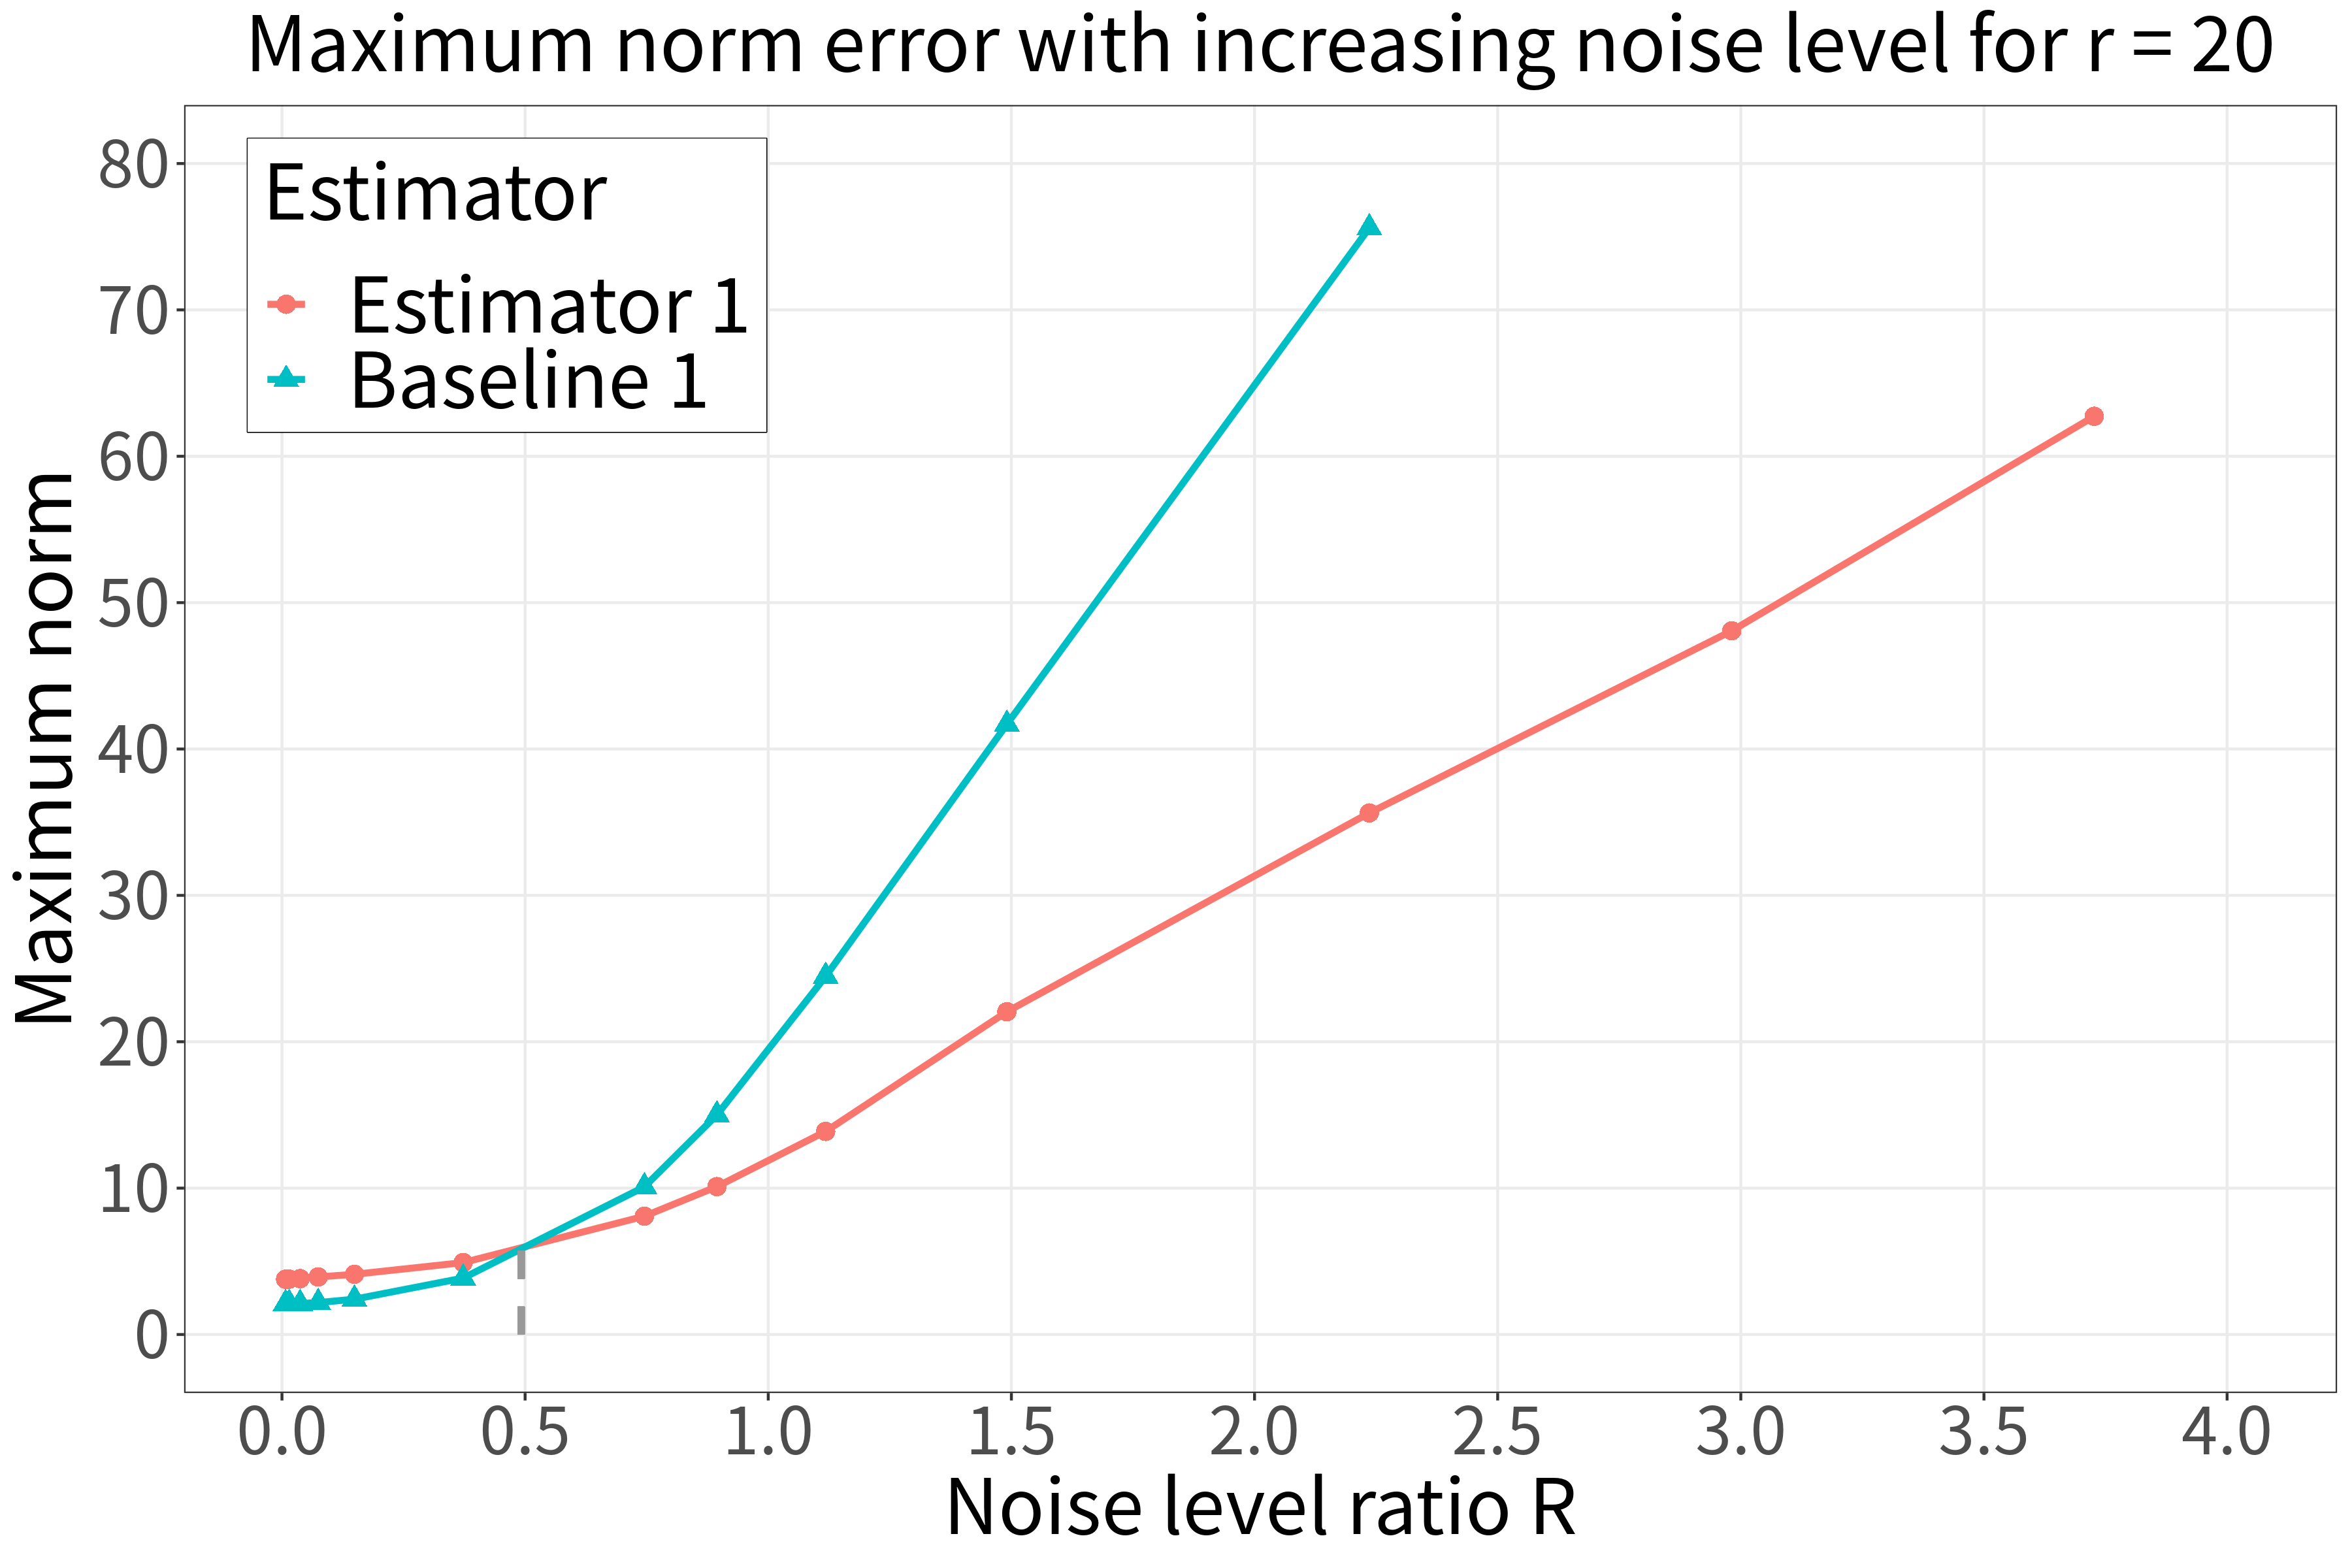 Maximum norm error with increasing noise level for r = 20
Estimator
Estimator 1
Baseline 1
Maximum norm
80
70
60
50
40
30
20
10
0
0.0 0.5 1.0 1.5 2.0 2.5 3.0 3.5 4.0
Noise level ratio R